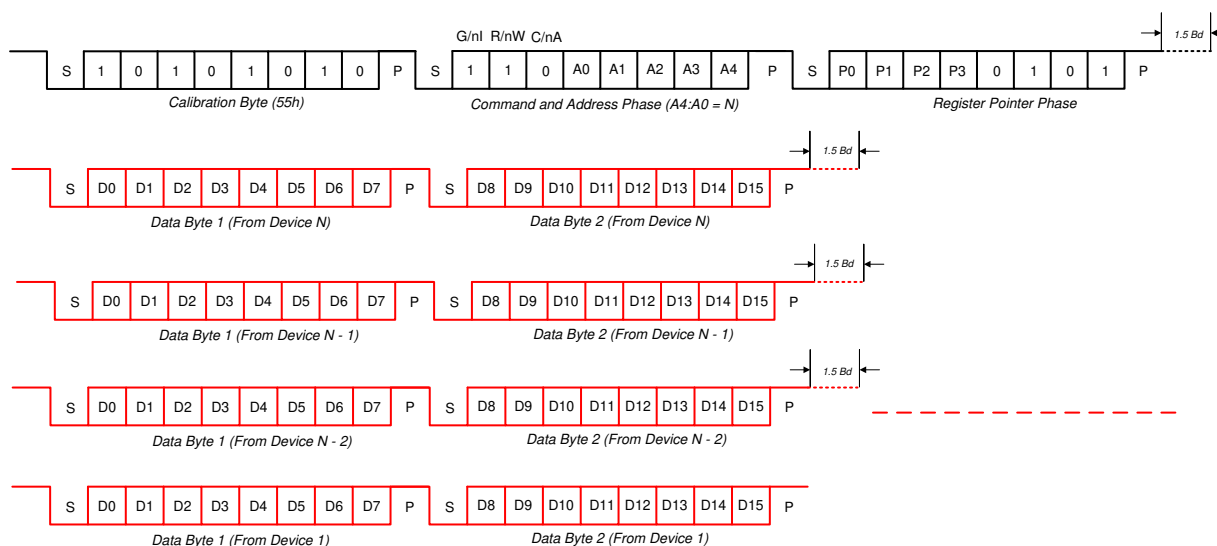 G/nI R/nW C/nA
1.5 Bd
S 1 0 1 0 1 0 1 0 P S 1 1 0 A0 A1 A2 A3 A4 P S P0 P1 P2 P3 0 1 0 1 P
Calibration Byte (55h) Command and Address Phase (A4:A0 = N) Register Pointer Phase
1.5 Bd
S D0 D1 D2 D3 D4 D5 D6 D7 P S D8 D9 D10 D11 D12 D13 D14 D15 P
Data Byte 1 (From Device N) Data Byte 2 (From Device N)
1.5 Bd
S D0 D1 D2 D3 D4 D5 D6 D7 P S D8 D9 D10 D11 D12 D13 D14 D15 P
Data Byte 1 (From Device N - 1) Data Byte 2 (From Device N - 1)
1.5 Bd
S D0 D1 D2 D3 D4 D5 D6 D7 P S D8 D9 D10 D11 D12 D13 D14 D15 P
Data Byte 1 (From Device N - 2) Data Byte 2 (From Device N - 2)
S D0 D1 D2 D3 D4 D5 D6 D7 P S D8 D9 D10 D11 D12 D13 D14 D15 P
Data Byte 1 (From Device 1) Data Byte 2 (From Device 1)